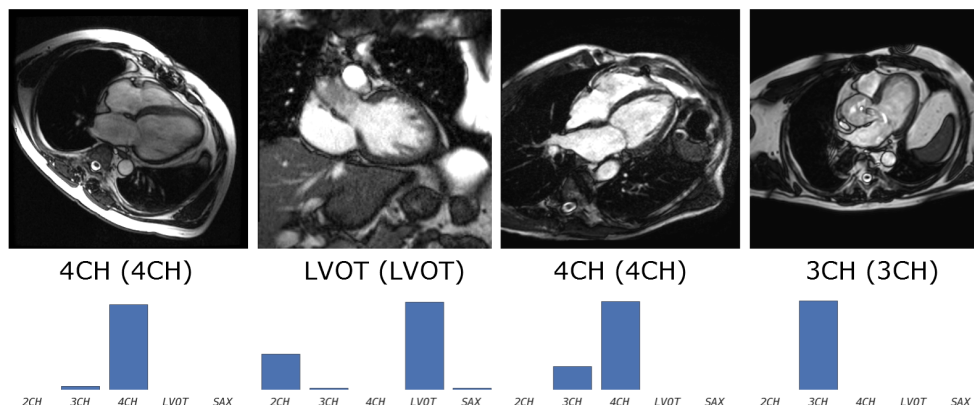 4CH (4CH) LVOT (LVOT) 4CH (4CH) 3CH (3CH)
2CH 3CH 4CH LVOT SAX 2CH 3CH 4CH LVOT SAX 2CH 3CH 4CH LVOT SAX 2CH 3CH 4CH LVOT SA